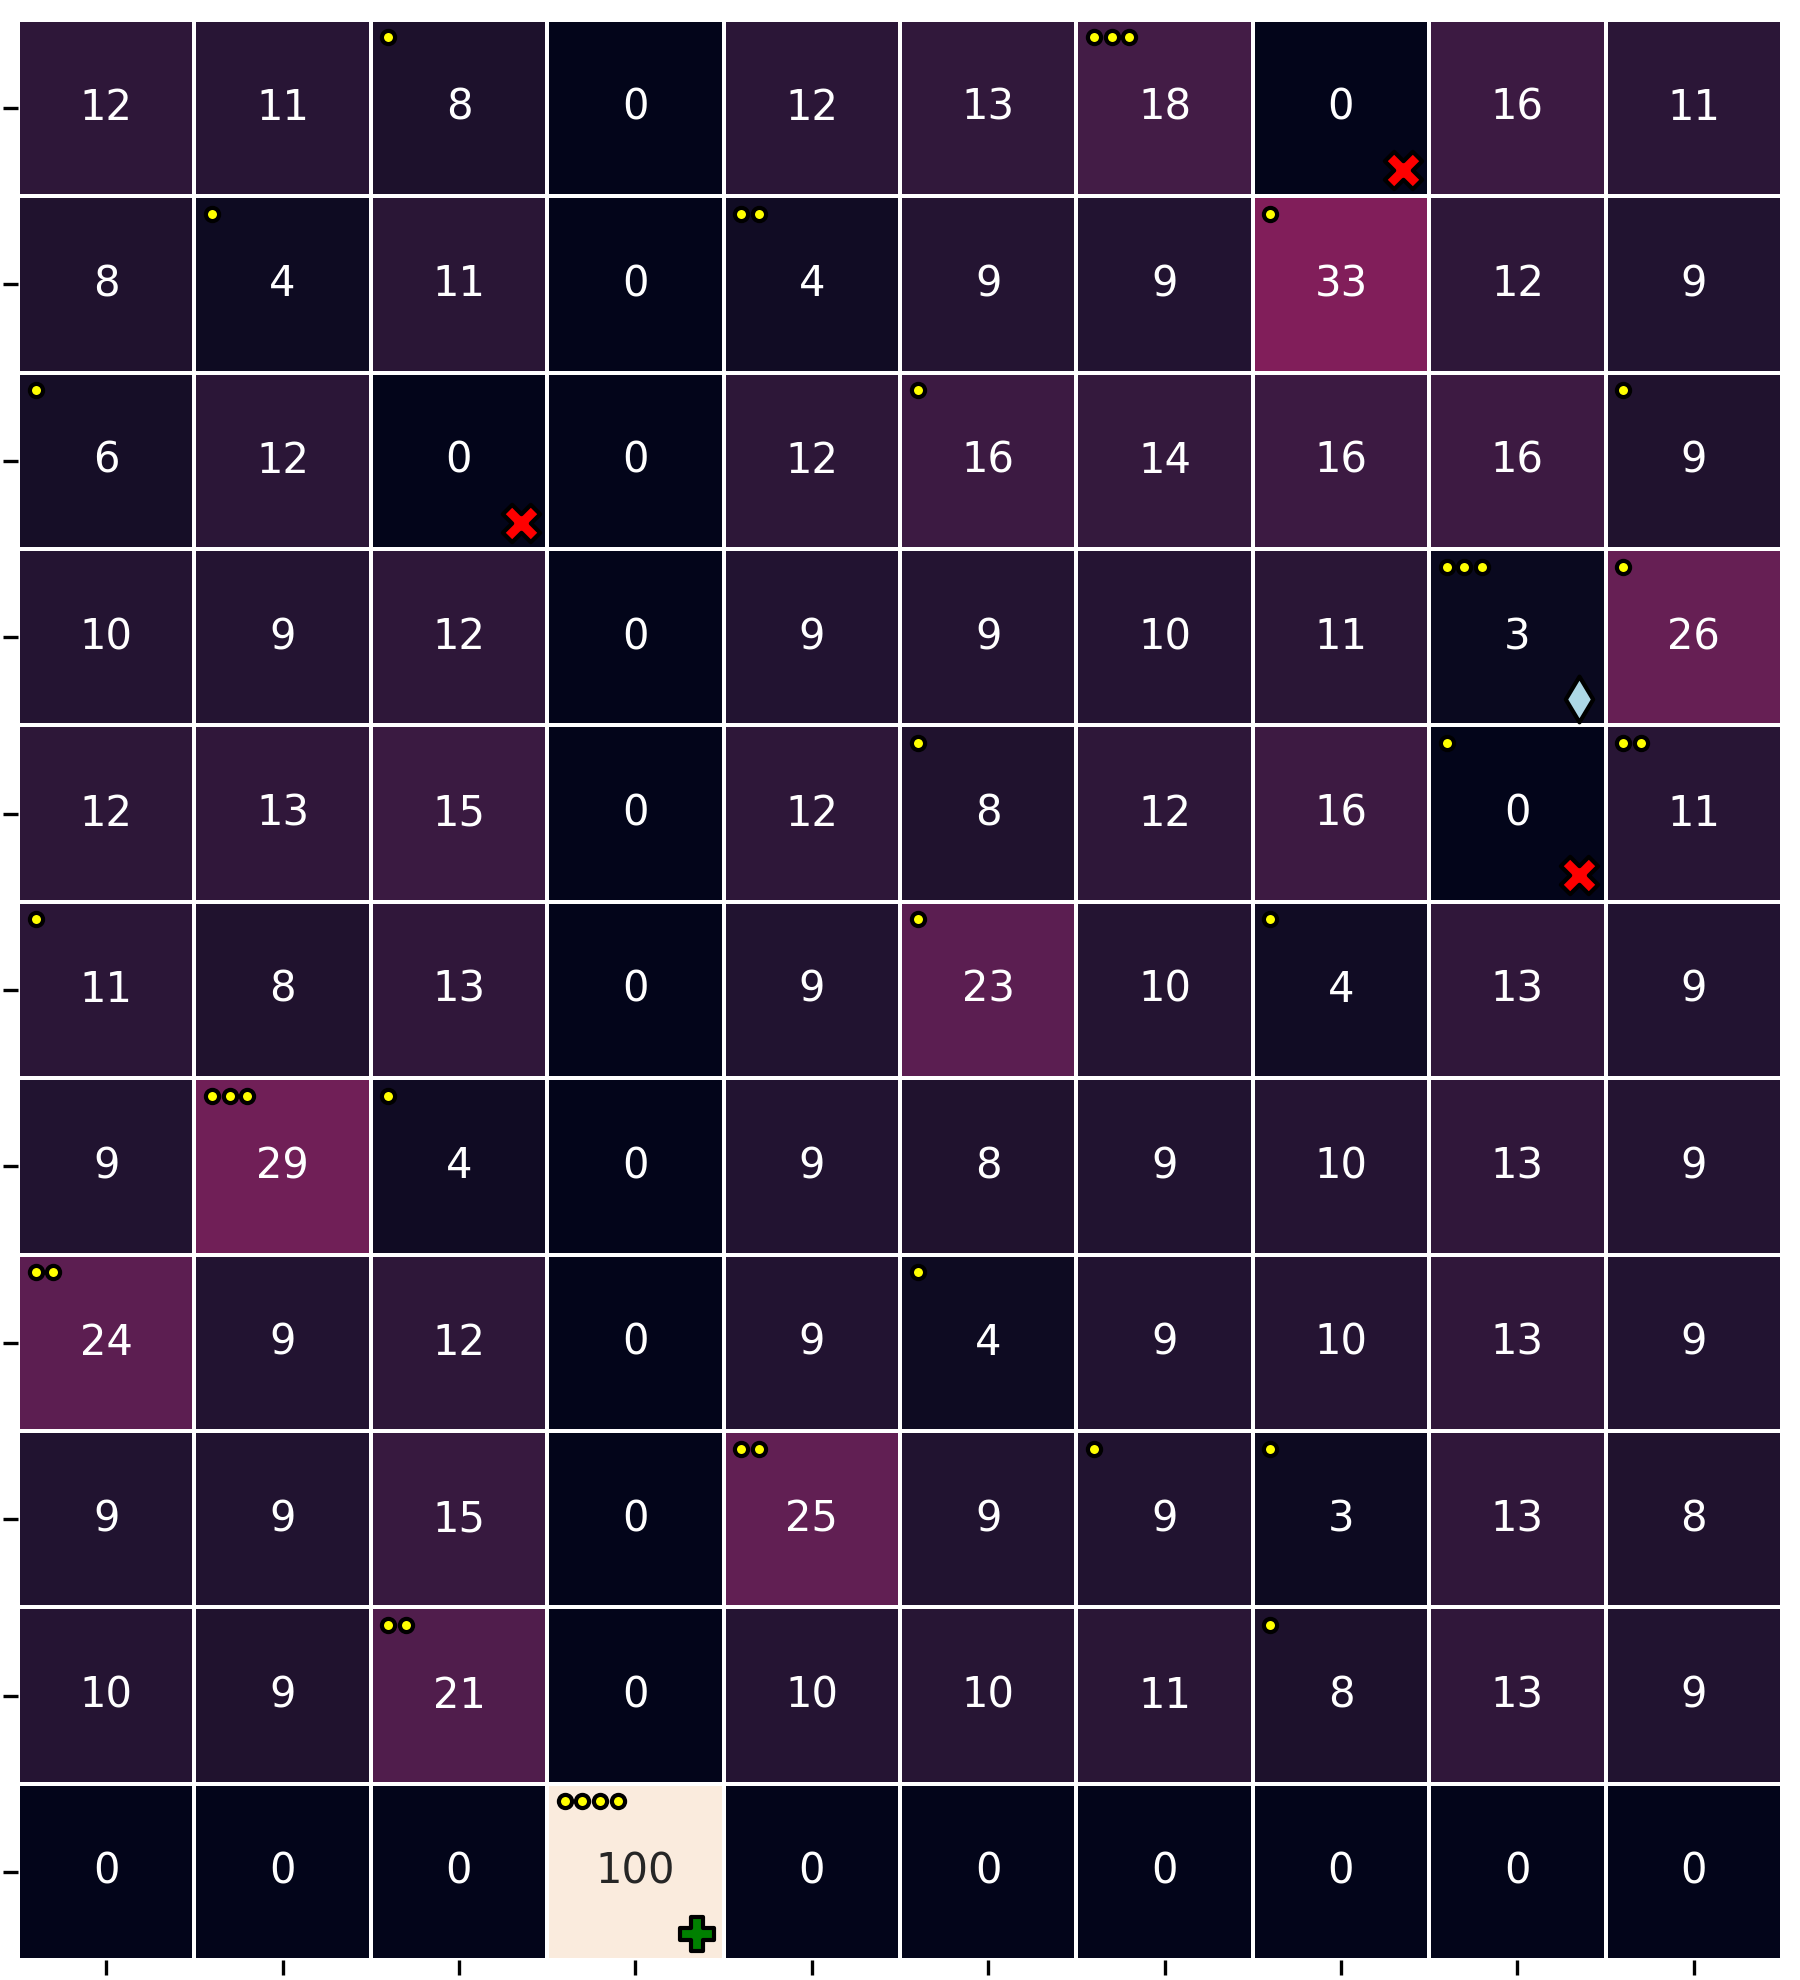 12 11 8 0 12 13 18 0 16 11
8 4 11 0 4 9 9 33 12 9
6 12 0 0 12 16 14 16 16 9
10 9 12 0 9 9 10 11 3 26
12 13 15 0 12 8 12 16 0 11
11 8 13 0 9 23 10 4 13 9
9 29 4 0 9 8 9 10 13 9
24 9 12 0 9 4 9 10 13 9
9 9 15 0 25 9 9 3 13 8
10 9 21 0 10 10 11 8 13 9
0 0 0 100 0 0 0 0 0 0